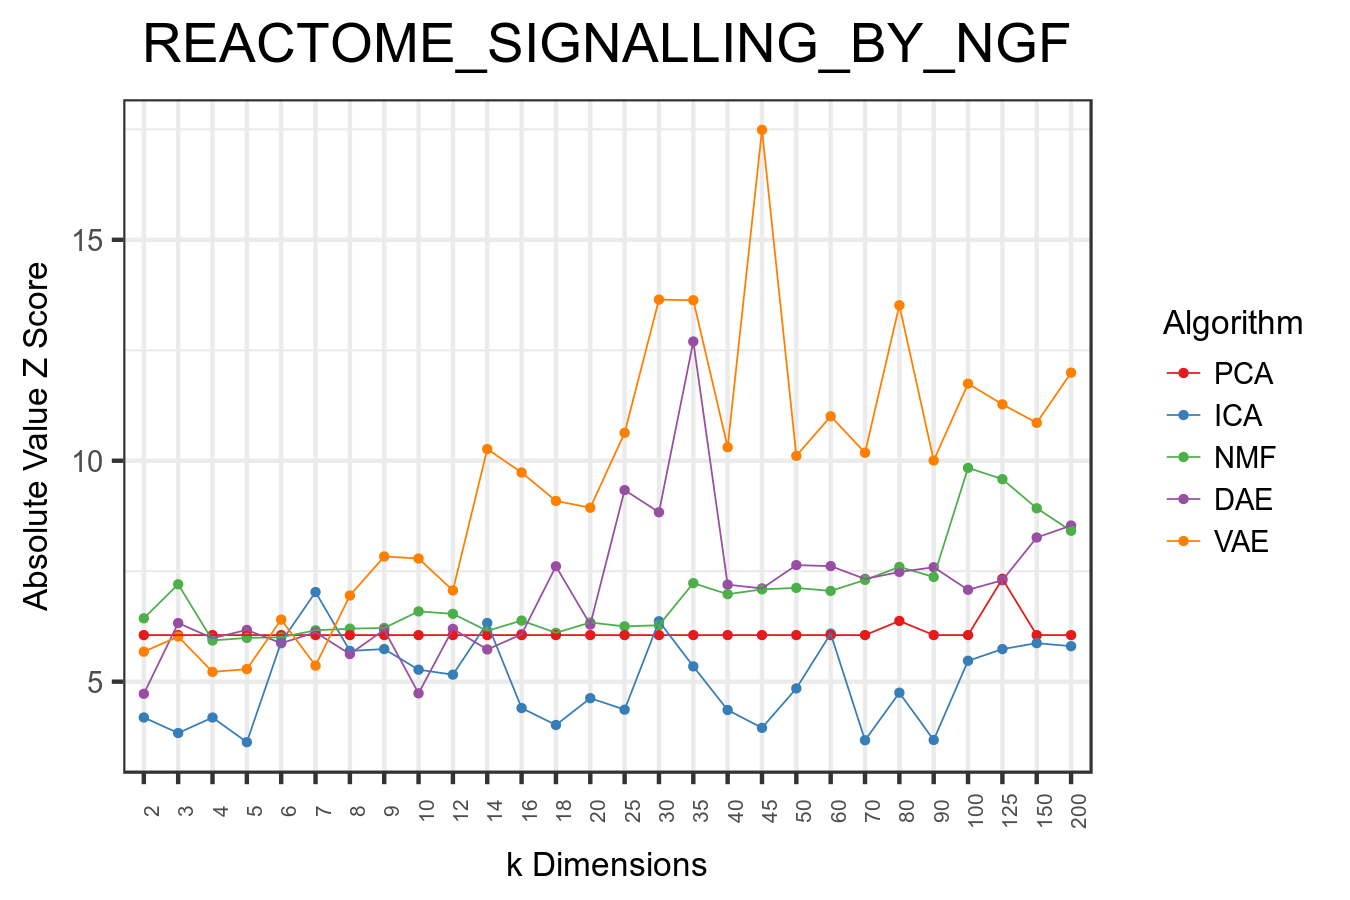 REACTOME_SIGNALLING_BY_NGF
Absolute Value Z Score
15
10
5
2 3 4 5 6 7 8 9 10 12 14 16 18 20 25 30 35 40 45 50 60 70 80 90 100 125 150 200
k Dimensions
Algorithm
PCA
ICA
NMF
DAE
VAE